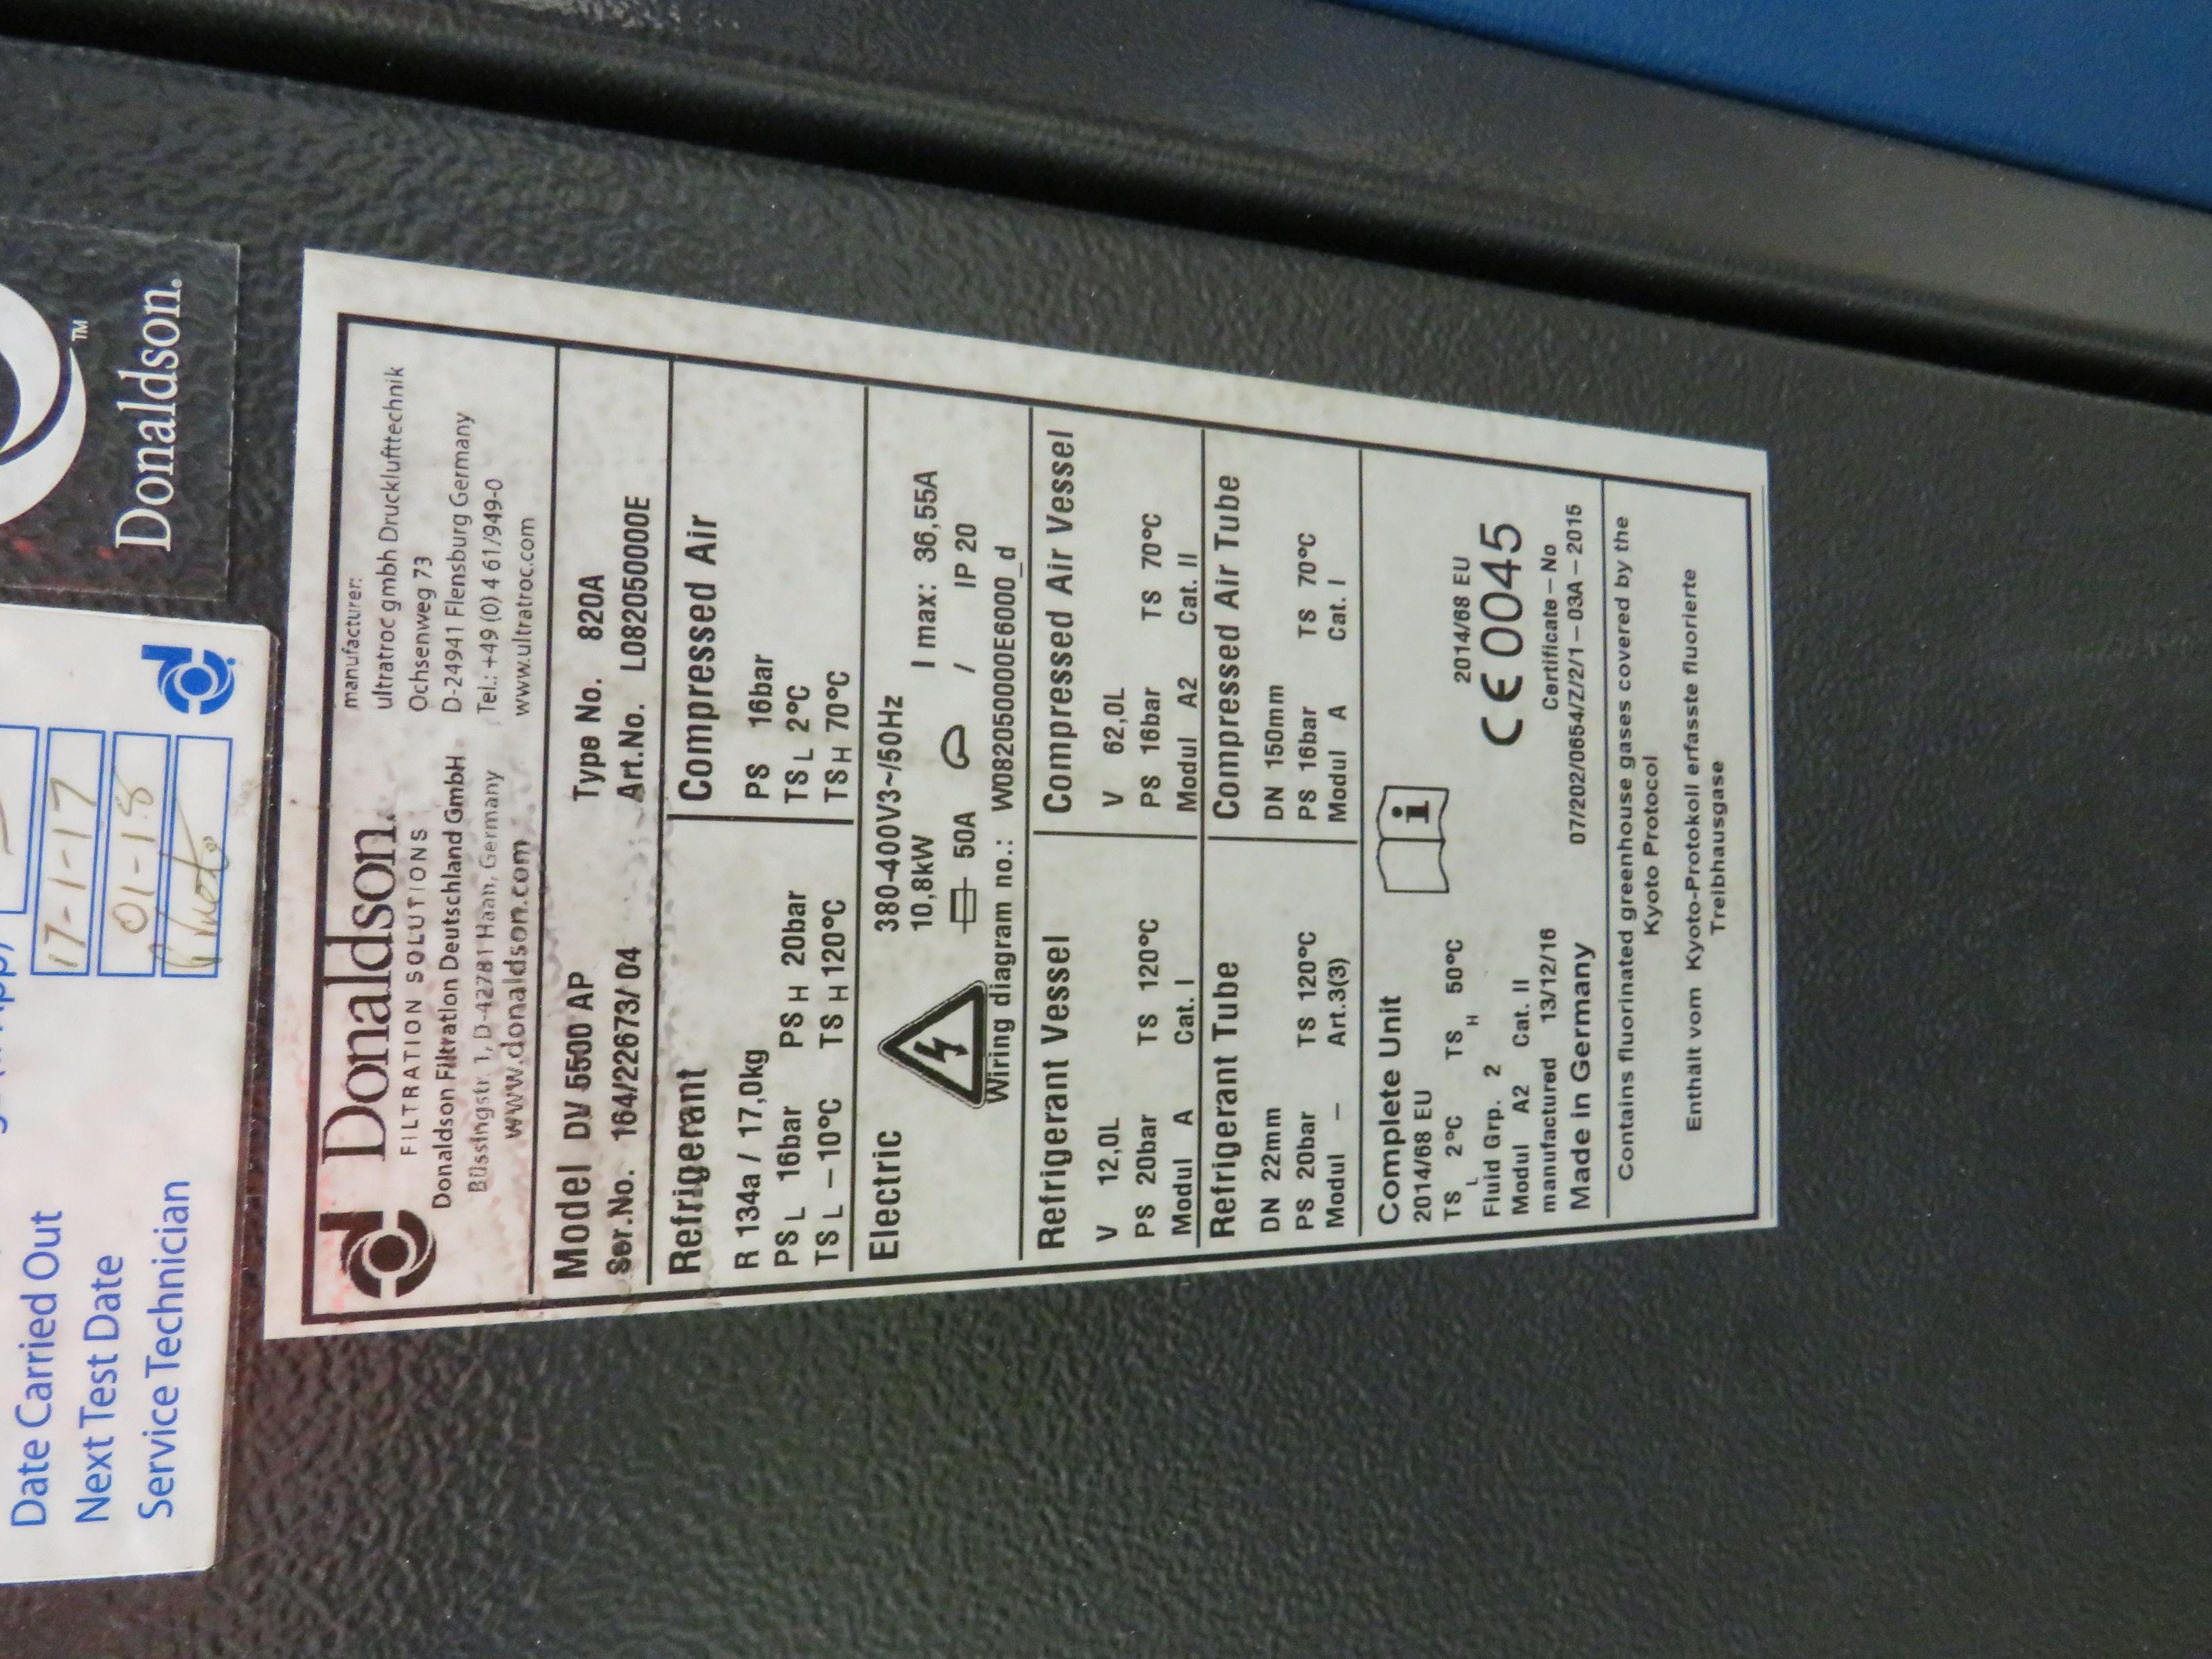 Date Carried Out 17-1-17
Next Test Date 01-18
Service Technician
Donaldson.
TM
Donaldson.
FILTRATION SOLUTIONS
Donaldson Filtration Deutschland GmbH
Büssingstr. 1, D-42781 Haan, Germany
www.donaldson.com
manufacturer:
ultratroc gmbh Drucklufttechnik
Ochsenweg 73
D-24941 Flensburg Germany
Tel.: +49 (0) 4 61/949-0
www.ultratroc.com
Model DV 5500 AP Type No. 820A
Ser.No. 164/22673/04 Art.No. L082050000E
Refrigerant
R 134a / 17,0kg
PS L 16bar PS H 20bar
TS L -10°C TS H 120°C
Compressed Air
PS 16bar
TS L 2°C
TS H 70°C
Electric 380-400V3~/50Hz
10,8kW I max: 36,55A
50A / IP 20
Wiring diagram no.: W082050000E6000_d
Refrigerant Vessel
V 12,0L
PS 20bar TS 120°C
Modul A Cat. I
Compressed Air Vessel
V 62,0L
PS 16bar TS 70°C
Modul A2 Cat. II
Refrigerant Tube
DN 22mm
PS 20bar TS 120°C
Modul – Art.3(3)
Compressed Air Tube
DN 150mm
PS 16bar TS 70°C
Modul A Cat. I
Complete Unit
2014/68 EU
TS L 2°C TS H 50°C
Fluid Grp. 2
Modul A2 Cat. II
manufactured 13/12/16
Made in Germany
i
2014/68 EU
CE 0045
Certificate-No
07/202/0654/Z/2/1-03A-2015
Contains fluorinated greenhouse gases covered by the
Kyoto Protocol
Enthält vom Kyoto-Protokoll erfasste fluorierte
Treibhausgase